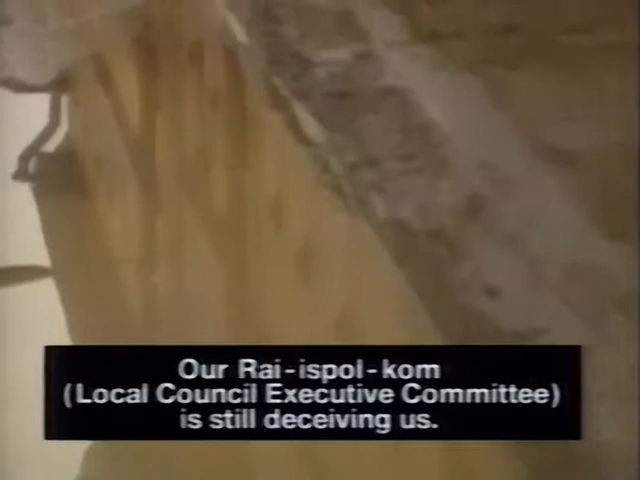 Our Rai-ispol-kom
(Local Council Executive Committee)
is still deceiving us.